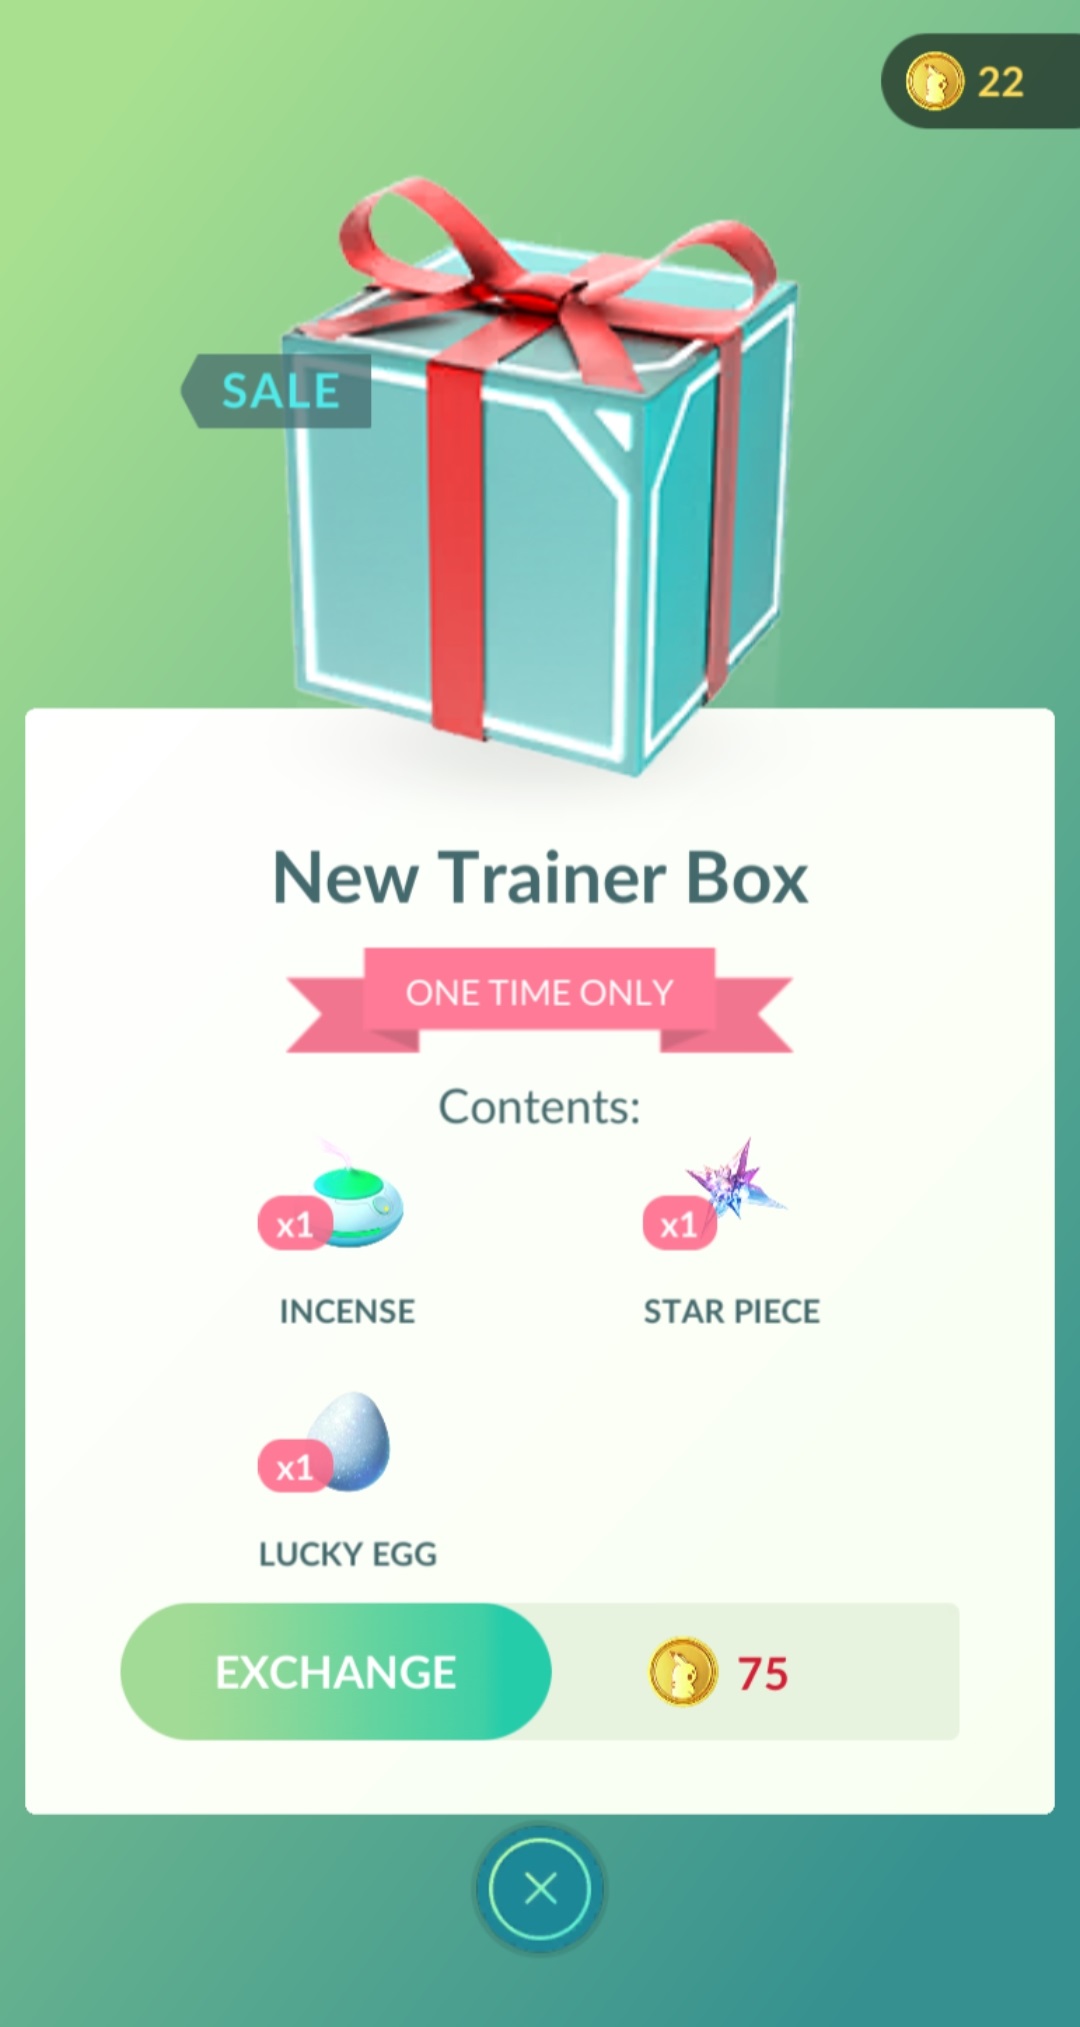 22
SALE
New Trainer Box
ONE TIME ONLY
Contents:
x1
INCENSE
x1
STAR PIECE
x1
LUCKY EGG
EXCHANGE
75